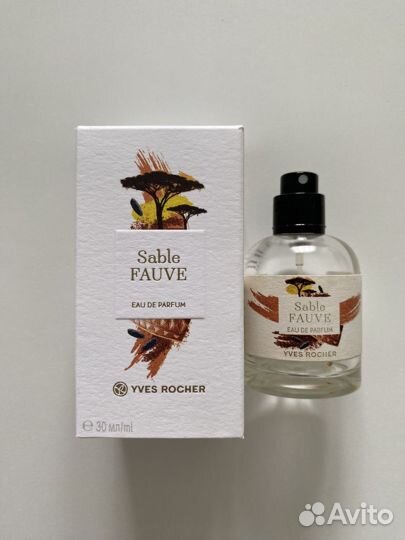 Sable
FAUVE
EAU DE PARFUM
YVES ROCHER
℮ 30 мл/ml
Sable
FAUVE
EAU DE PARFUM
YVES ROCHER
Avito